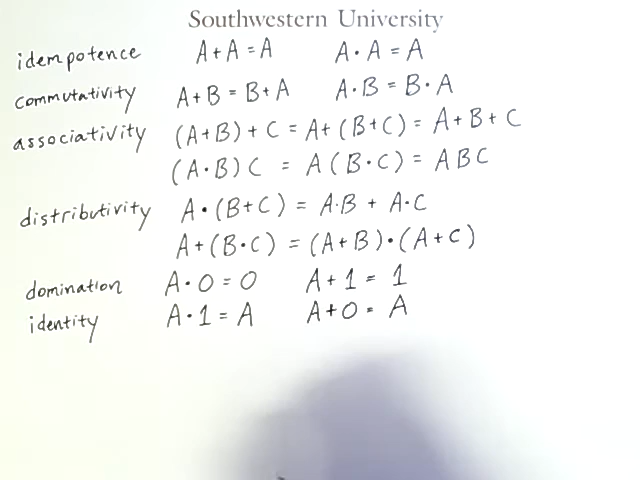 Southwestern University
idempotence A+A = A A·A = A
commutativity A+B = B+A A·B = B·A
associativity (A+B)+C = A+(B+C) = A+B+C
(A·B)C = A(B·C) = ABC
distributivity A·(B+C) = A·B + A·C
A+(B·C) = (A+B)·(A+C)
domination A·0 = 0 A+1 = 1
identity A·1 = A A+0 = A